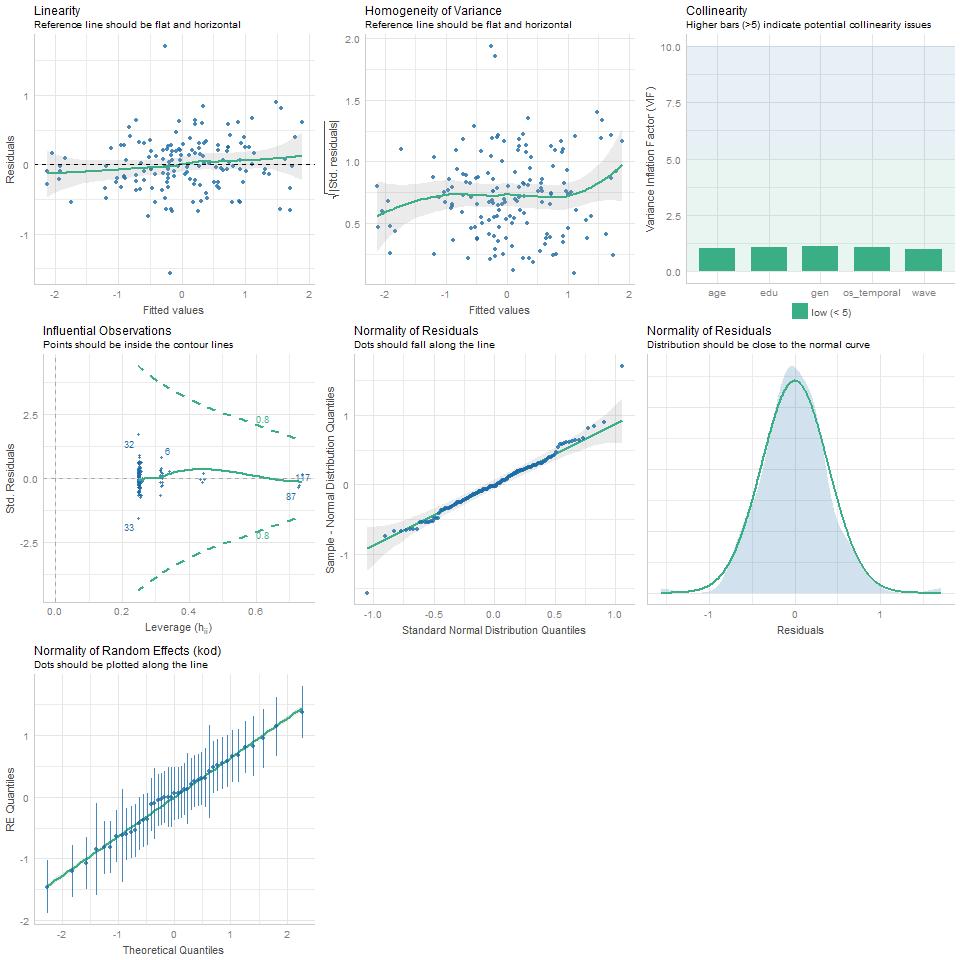 Linearity
Reference line should be flat and horizontal
Residuals
1
0
-1
-2
-1
0
1
2
Fitted values
Homogeneity of Variance
Reference line should be flat and horizontal
√|Std. residuals|
2.0
1.5
1.0
0.5
-2
-1
0
1
2
Fitted values
Collinearity
Higher bars (>5) indicate potential collinearity issues
Variance Inflation Factor (VIF)
10.0
7.5
5.0
2.5
0.0
age
edu
gen
os_temporal
wave
low (< 5)
Influential Observations
Points should be inside the contour lines
Std. Residuals
2.5
0.0
-2.5
0.8
32
6
117
87
33
0.8
0.0
0.2
0.4
0.6
Leverage (hii)
Normality of Residuals
Dots should fall along the line
Sample - Normal Distribution Quantiles
1
0
-1
-1.0
-0.5
0.0
0.5
1.0
Standard Normal Distribution Quantiles
Normality of Residuals
Distribution should be close to the normal curve
-1
0
1
Residuals
Normality of Random Effects (kod)
Dots should be plotted along the line
RE Quantiles
1
0
-1
-2
-2
-1
0
1
2
Theoretical Quantiles